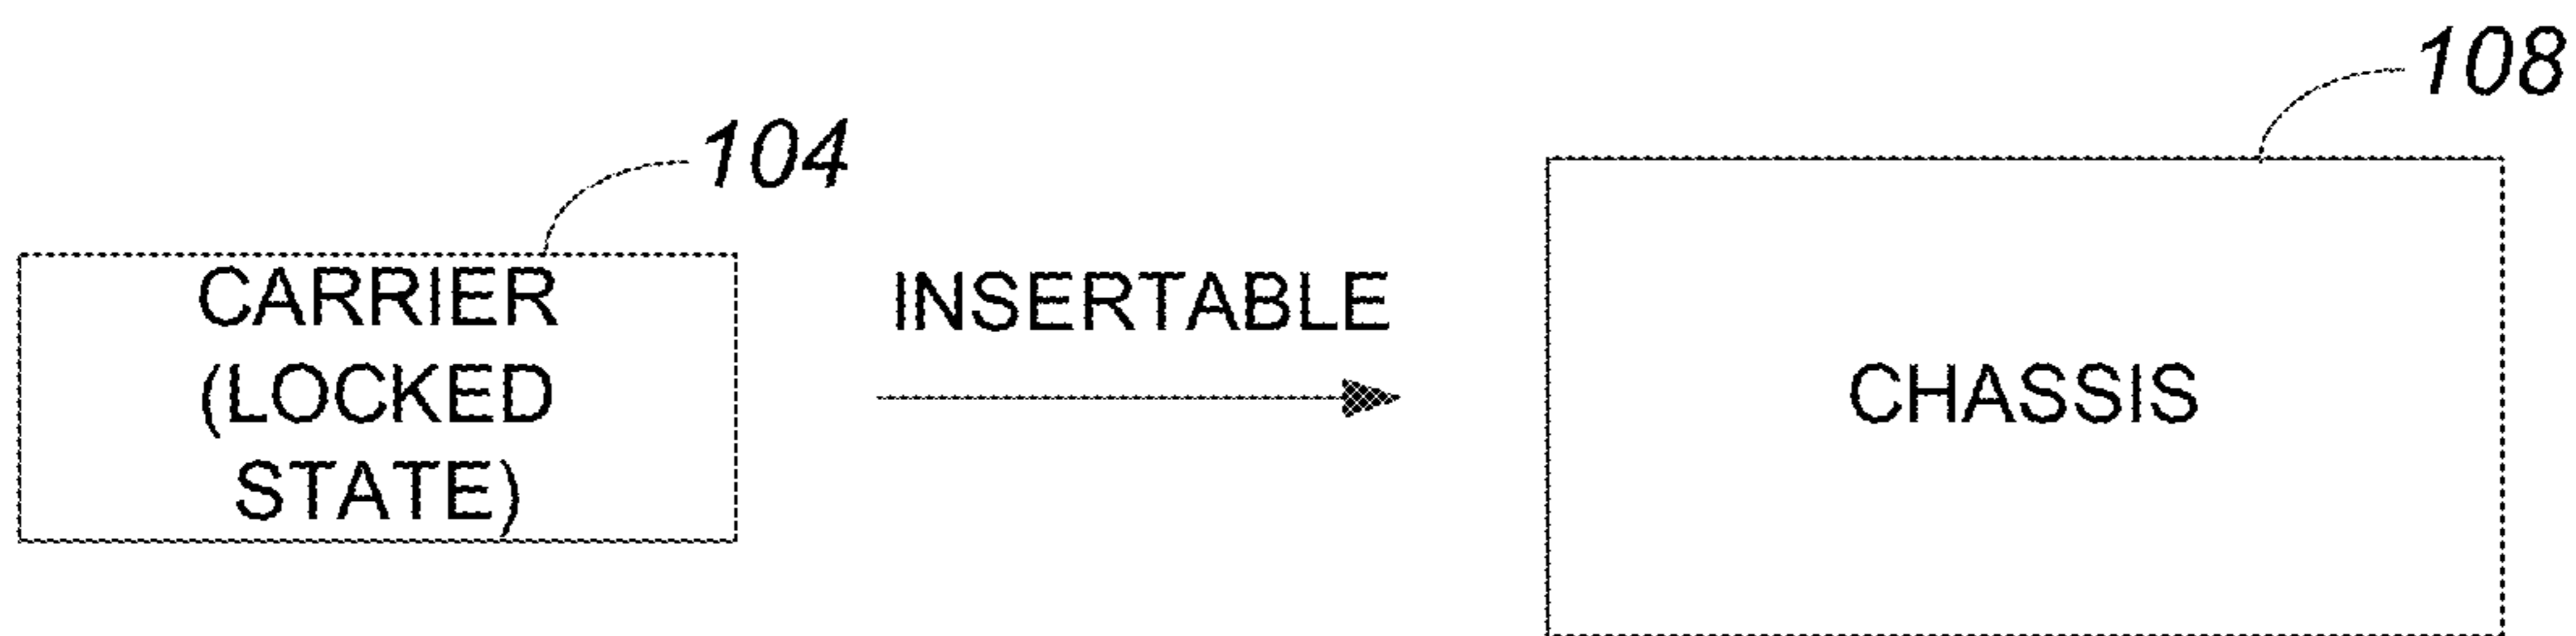 108
104
CARRIER
(LOCKED
STATE)
INSERTABLE
CHASSIS